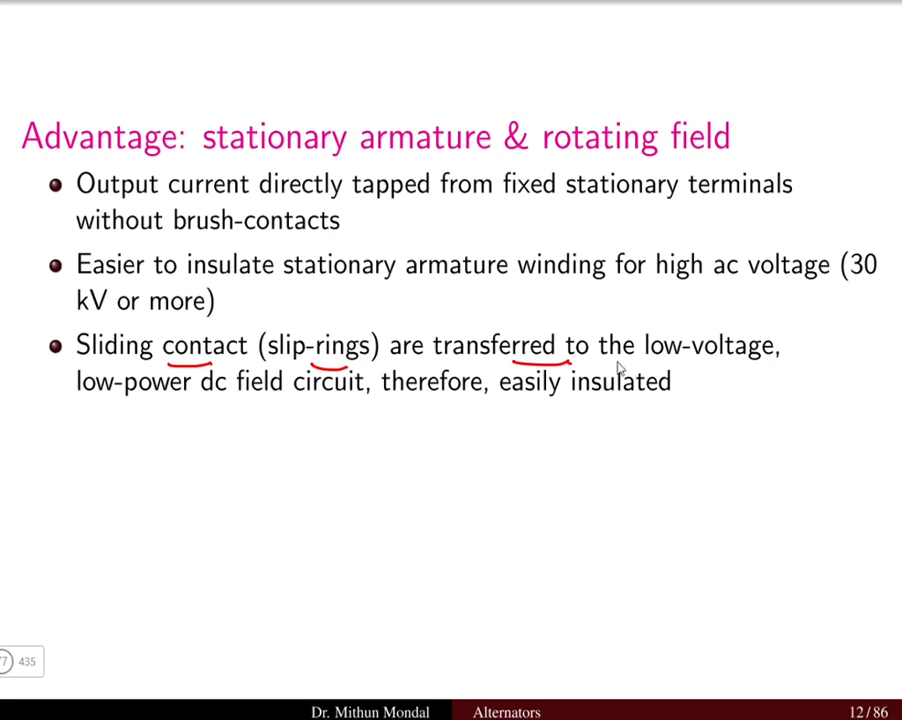 Advantage: stationary armature & rotating field
Output current directly tapped from fixed stationary terminals
without brush-contacts
Easier to insulate stationary armature winding for high ac voltage (30
kV or more)
Sliding contact (slip-rings) are transferred to the low-voltage,
low-power dc field circuit, therefore, easily insulated
435
Dr. Mithun Mondal Alternators 12/86